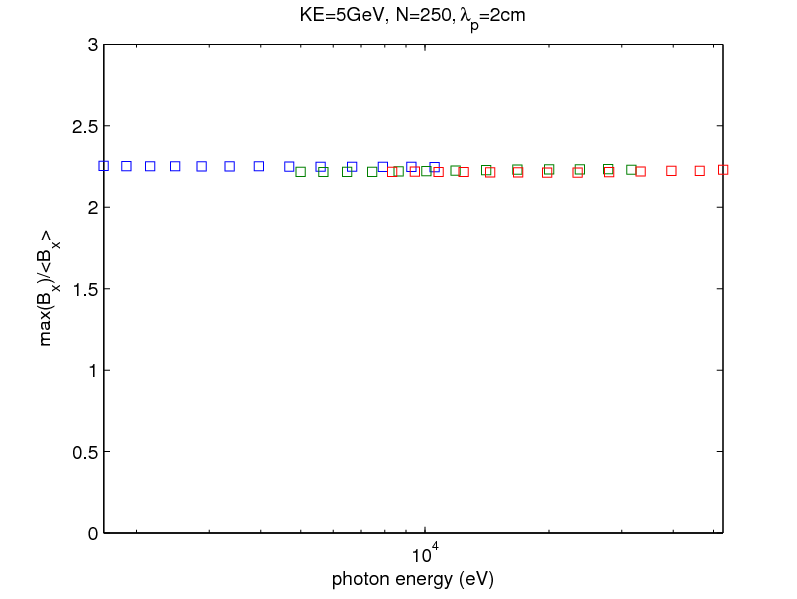 KE=5GeV, N=250, λp=2cm
3
2.5
2
1.5
1
0.5
0
max(Bx)/<Bx>
10^4
photon energy (eV)